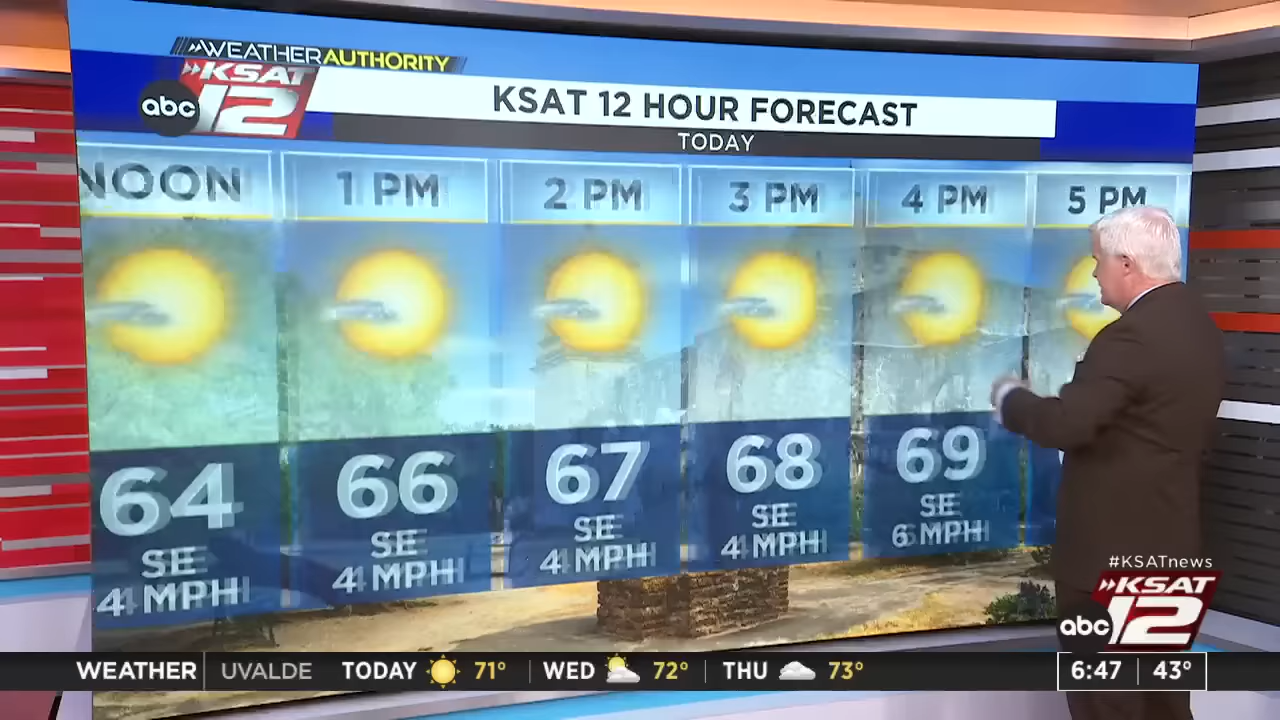 WEATHER AUTHORITY
KSAT
abc 12
KSAT 12 HOUR FORECAST
TODAY
NOON 1 PM 2 PM 3 PM 4 PM 5 PM
64 66 67 68 69
SE SE SE SE SE
4 MPH 4 MPH 4 MPH 4 MPH 6 MPH
#KSATnews
KSAT
abc 12
WEATHER UVALDE TODAY 71° WED 72° THU 73° 6:47 43°